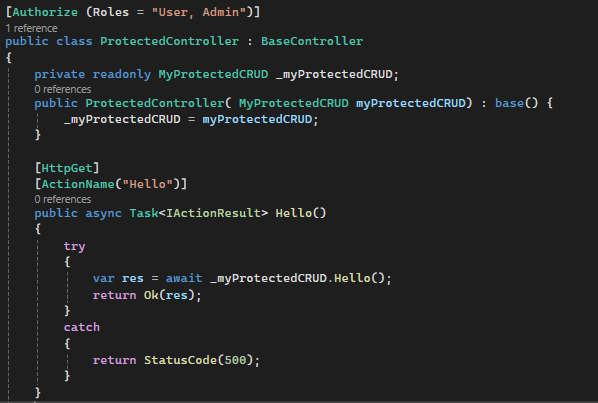 [Authorize (Roles = "User, Admin")]
1 reference
public class ProtectedController : BaseController
{
private readonly MyProtectedCRUD _myProtectedCRUD;
0 references
public ProtectedController( MyProtectedCRUD myProtectedCRUD) : base() {
_myProtectedCRUD = myProtectedCRUD;
}
[HttpGet]
[ActionName("Hello")]
0 references
public async Task<IActionResult> Hello()
{
try
{
var res = await _myProtectedCRUD.Hello();
return Ok(res);
}
catch
{
return StatusCode(500);
}
}